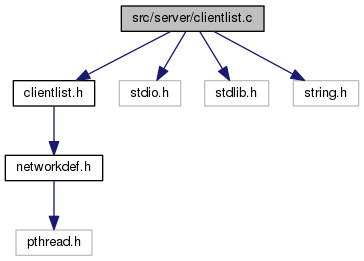 src/server/clientlist.c
clientlist.h
stdio.h
stdlib.h
string.h
networkdef.h
pthread.h